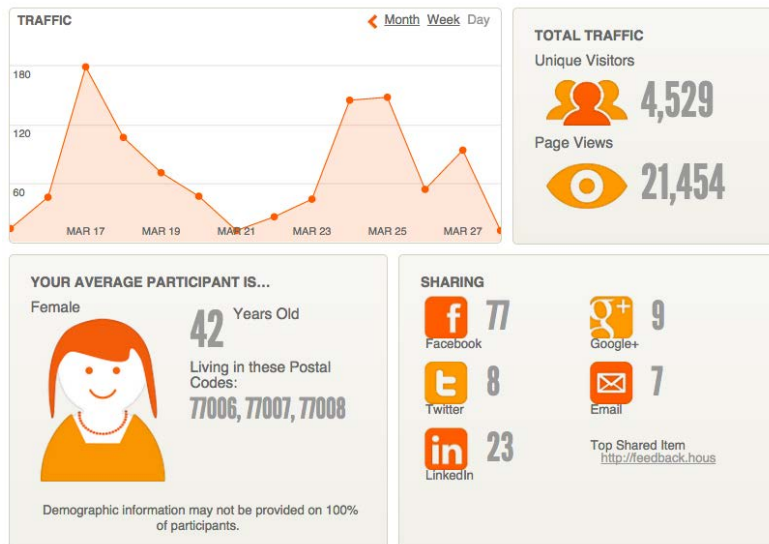 TRAFFIC
Month Week Day
180
120
60
MAR 17 MAR 19 MAR 21 MAR 23 MAR 25 MAR 27
TOTAL TRAFFIC
Unique Visitors
4,529
Page Views
21,454
YOUR AVERAGE PARTICIPANT IS...
Female
42 Years Old
Living in these Postal
Codes:
77006, 77007, 77008
Demographic information may not be provided on 100%
of participants.
SHARING
f 77
Facebook
g+ 9
Google+
t 8
Twitter
7
Email
in 23
LinkedIn
Top Shared Item
http://feedback.hous